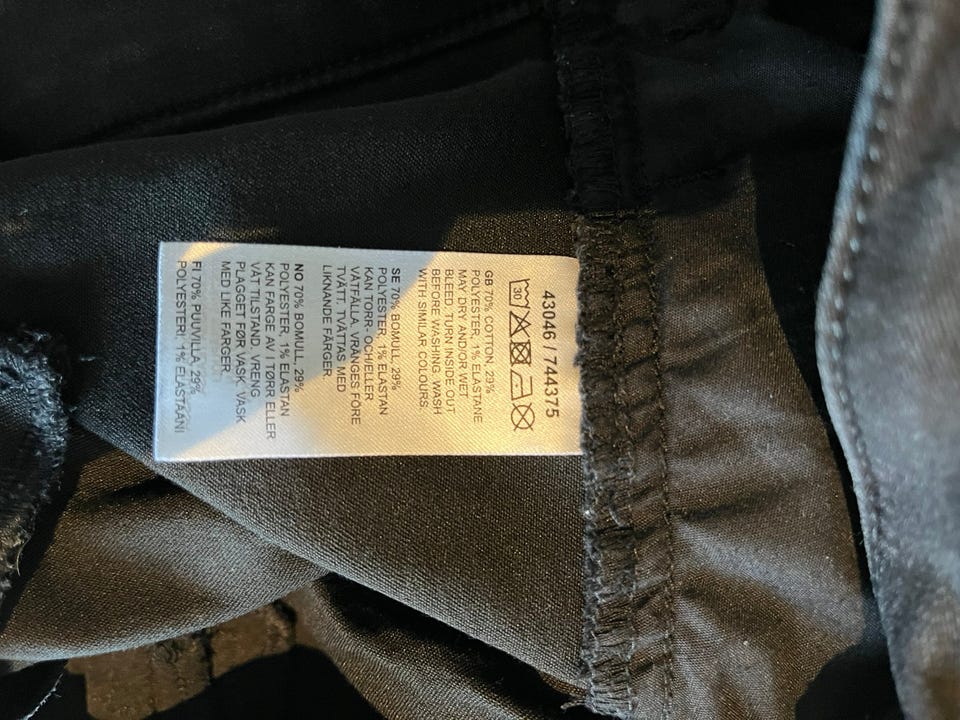 43046 / 744375
30
GB 70% COTTON, 29%
POLYESTER, 1% ELASTANE
MAY DRY AND/OR WET
BLEED. TURN INSIDE OUT
BEFORE WASHING. WASH
WITH SIMILAR COLOURS.
SE 70% BOMULL, 29%
POLYESTER, 1% ELASTAN
KAN TORR- OCH/ELLER
VÅTFÄLLA. VRÄNGES FÖRE
TVÄTT. TVÄTTAS MED
LIKNANDE FÄRGER.
NO 70% BOMULL, 29%
POLYESTER, 1% ELASTAN
KAN FARGE AV I TØRR ELLER
VÅT TILSTAND. VRENG
PLAGGET FØR VASK. VASK
MED LIKE FARGER.
FI 70% PUUVILLA, 29%
POLYESTERI, 1% ELASTAANI